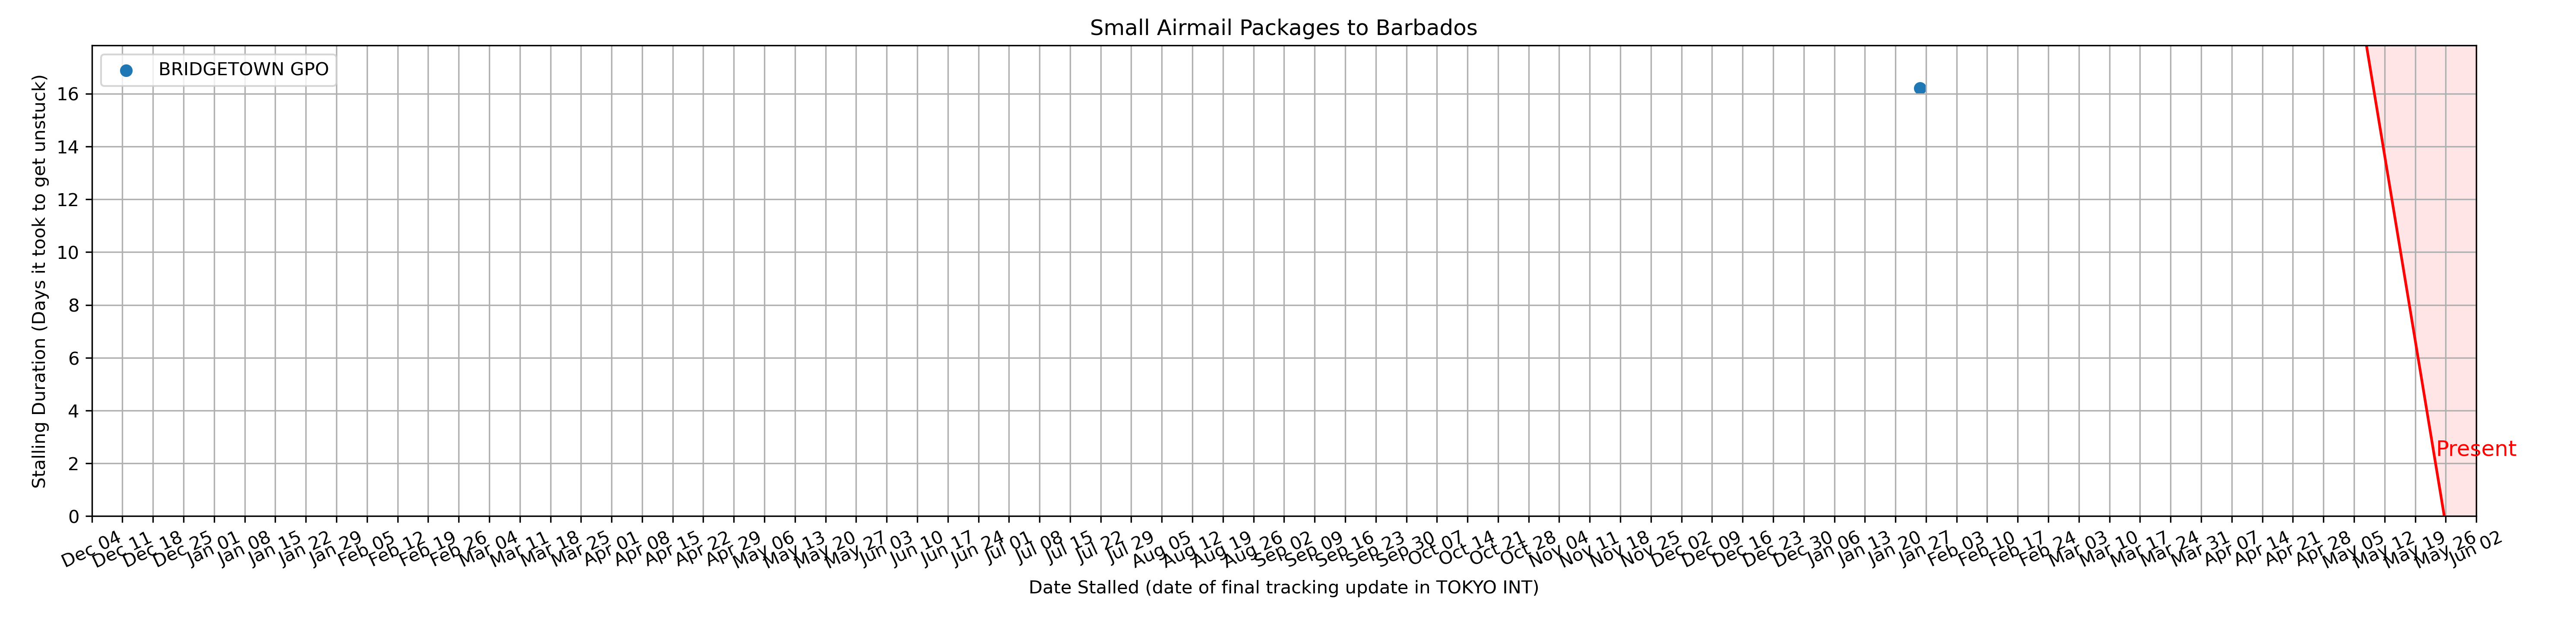 Small Airmail Packages to Barbados
BRIDGETOWN GPO
Stalling Duration (Days it took to get unstuck)
16
14
12
10
8
6
4
2
0
Present
Dec 04 Dec 11 Dec 18 Dec 25 Jan 01 Jan 08 Jan 15 Jan 22 Jan 29 Feb 05 Feb 12 Feb 19 Feb 26 Mar 04 Mar 11 Mar 18 Mar 25 Apr 01 Apr 08 Apr 15 Apr 22 Apr 29 May 06 May 13 May 20 May 27 Jun 03 Jun 10 Jun 17 Jun 24 Jul 01 Jul 08 Jul 15 Jul 22 Jul 29 Aug 05 Aug 12 Aug 19 Aug 26 Sep 02 Sep 09 Sep 16 Sep 23 Sep 30 Oct 07 Oct 14 Oct 21 Oct 28 Nov 04 Nov 11 Nov 18 Nov 25 Dec 02 Dec 09 Dec 16 Dec 23 Dec 30 Jan 06 Jan 13 Jan 20 Jan 27 Feb 03 Feb 10 Feb 17 Feb 24 Mar 03 Mar 10 Mar 17 Mar 24 Mar 31 Apr 07 Apr 14 Apr 21 Apr 28 May 05 May 12 May 19 May 26 Jun 02
Date Stalled (date of final tracking update in TOKYO INT)